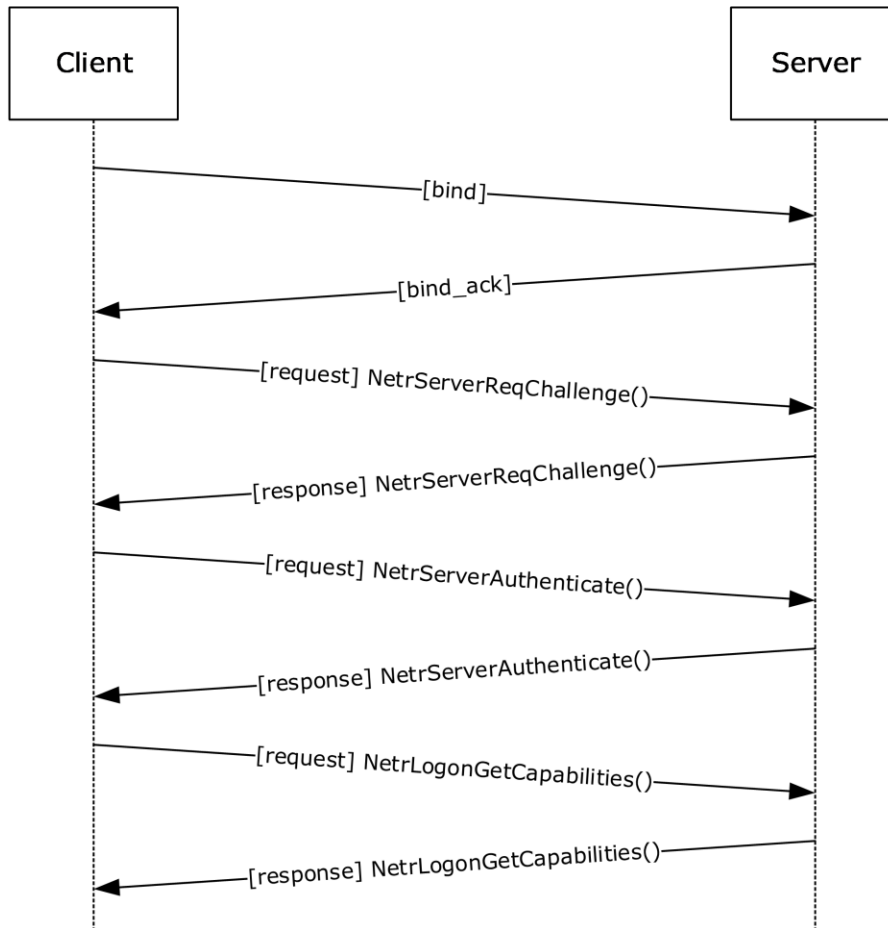 Client
Server
[bind]
[bind_ack]
[request] NetrServerReqChallenge()
[response] NetrServerReqChallenge()
[request] NetrServerAuthenticate()
[response] NetrServerAuthenticate()
[request] NetrLogonGetCapabilities()
[response] NetrLogonGetCapabilities()